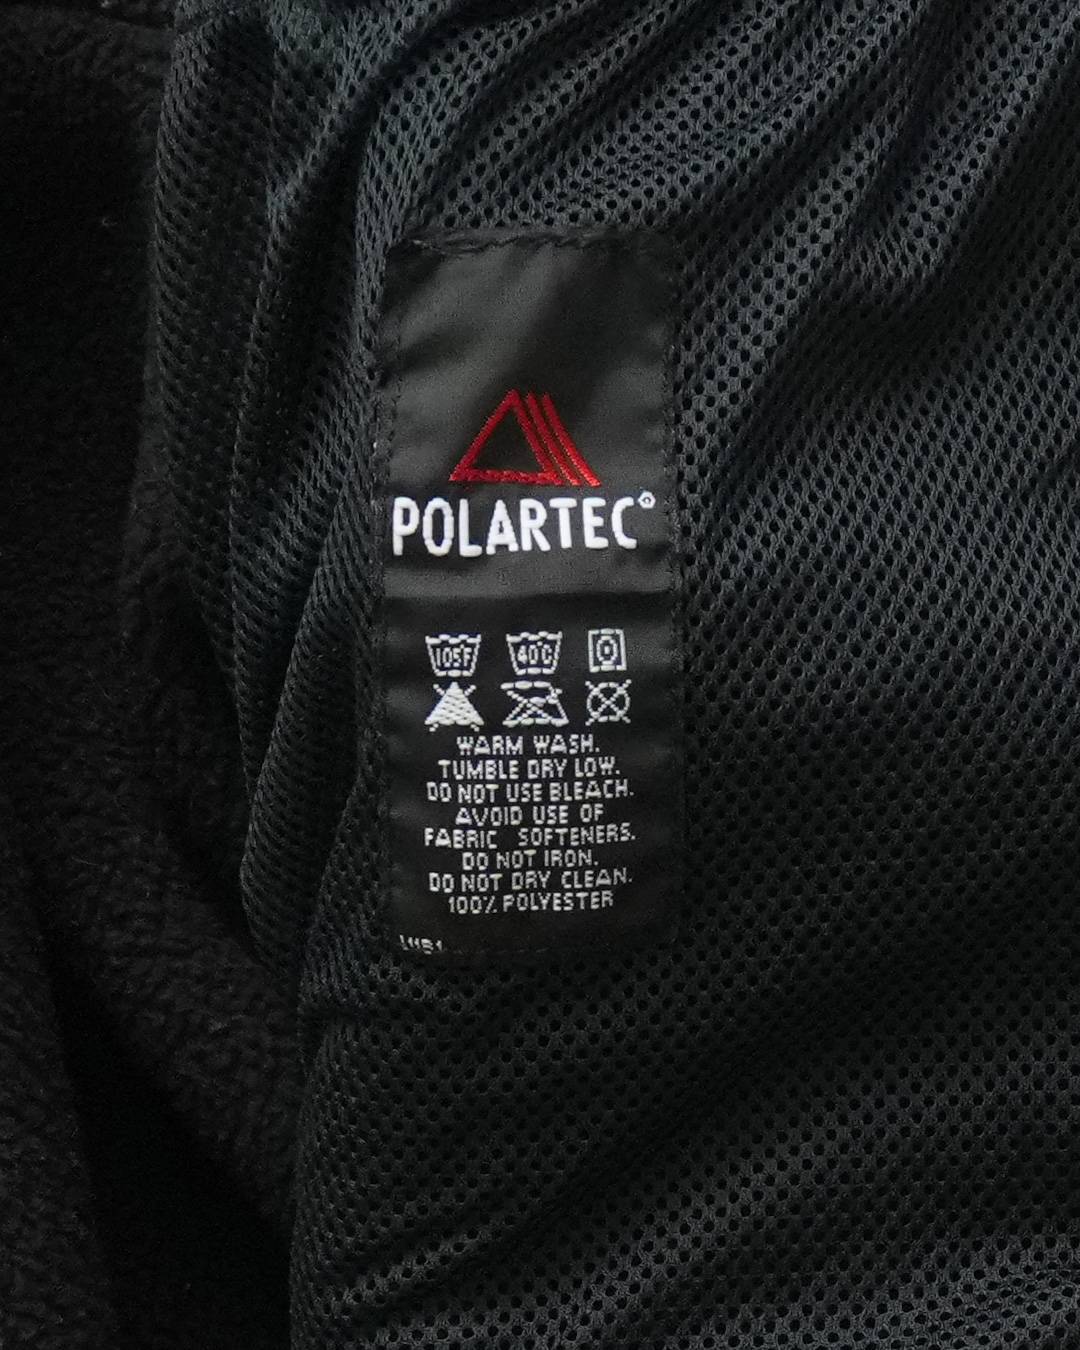 POLARTEC®
105F 40C
WARM WASH.
TUMBLE DRY LOW.
DO NOT USE BLEACH.
AVOID USE OF
FABRIC SOFTENERS.
DO NOT IRON.
DO NOT DRY CLEAN.
100% POLYESTER